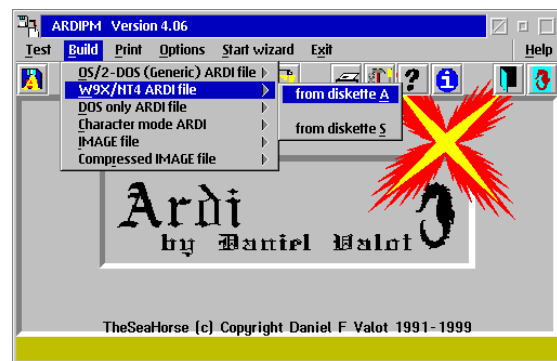 ARDIPM Version 4.06
Test Build Print Options Start wizard Exit Help
OS/2-DOS (Generic) ARDI file
W9X/NT4 ARDI file
DOS only ARDI file
Character mode ARDI
IMAGE file
Compressed IMAGE file
from diskette A
from diskette S
Ardi
by Daniel Valot
TheSeaHorse (c) Copyright Daniel F Valot 1991-1999